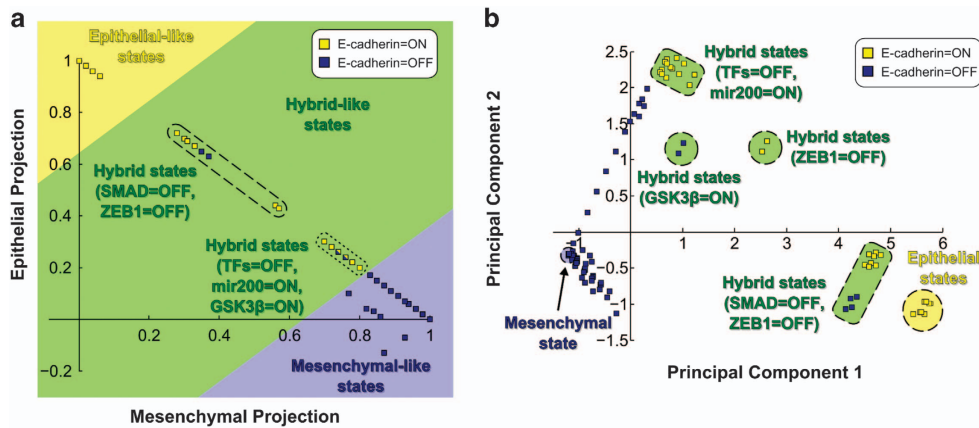 a
Epithelial-like
states
E-cadherin=ON
E-cadherin=OFF
Hybrid-like
states
Hybrid states
(SMAD=OFF,
ZEB1=OFF)
Hybrid states
(TFs=OFF,
mir200=ON,
GSK3β=ON)
Mesenchymal-like
states
1
0.8
0.6
0.4
0.2
0
−0.2
0.2
0.4
0.6
0.8
1
Epithelial Projection
Mesenchymal Projection
b
E-cadherin=ON
E-cadherin=OFF
Hybrid states
(TFs=OFF,
mir200=ON)
Hybrid states
(ZEB1=OFF)
Hybrid states
(GSK3β=ON)
Hybrid states
(SMAD=OFF,
ZEB1=OFF)
Epithelial
states
Mesenchymal
state
2.5
2
1.5
1
0.5
−0.5
−1
−1.5
−1
1
2
3
4
5
6
Principal Component 2
Principal Component 1